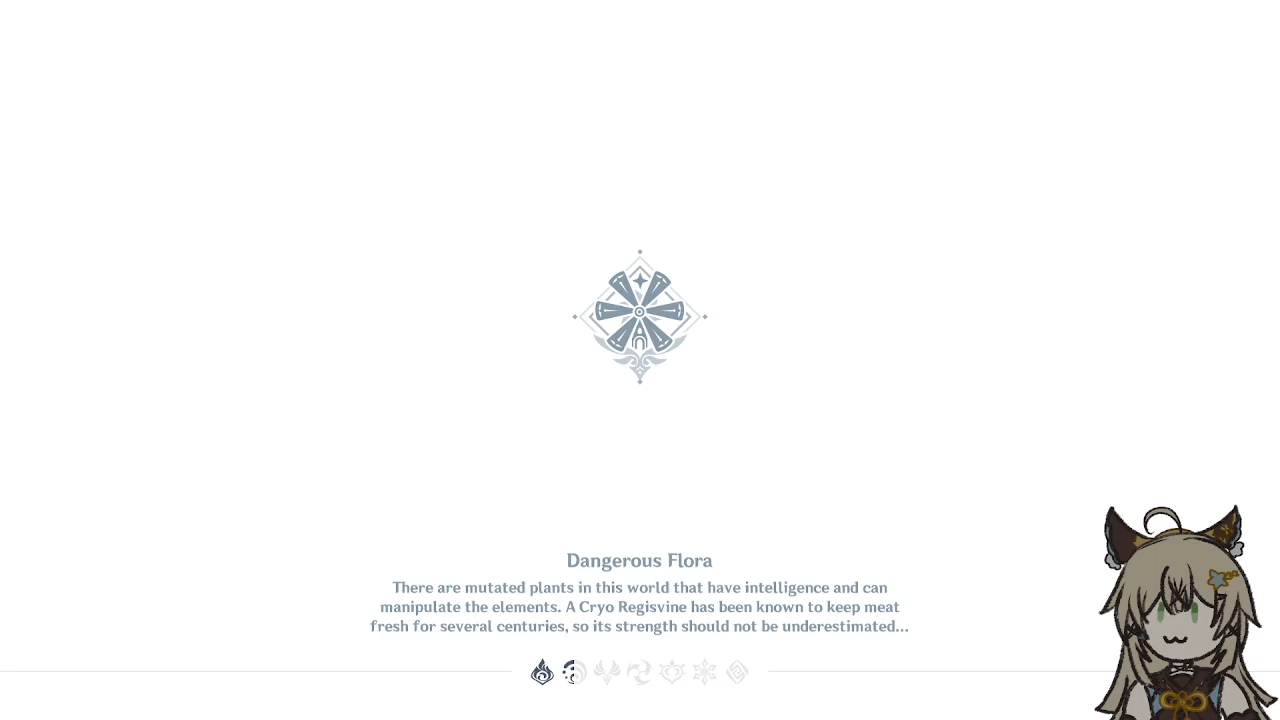 Dangerous Flora
There are mutated plants in this world that have intelligence and can
manipulate the elements. A Cryo Regisvine has been known to keep meat
fresh for several centuries, so its strength should not be underestimated...